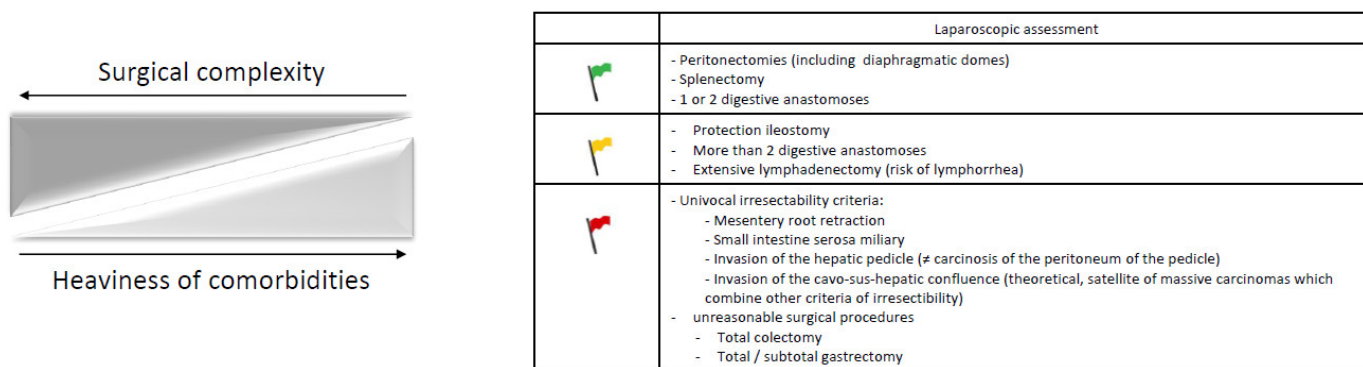 Surgical complexity
Heaviness of comorbidities
Laparoscopic assessment
- Peritonectomies (including diaphragmatic domes)
- Splenectomy
- 1 or 2 digestive anastomoses
- Protection ileostomy
- More than 2 digestive anastomoses
- Extensive lymphadenectomy (risk of lymphorrhea)
- Univocal irresectability criteria:
- Mesentery root retraction
- Small intestine serosa miliary
- Invasion of the hepatic pedicle (≠ carcinosis of the peritoneum of the pedicle)
- Invasion of the cavo-sus-hepatic confluence (theoretical, satellite of massive carcinomas which
combine other criteria of irresectibility)
- unreasonable surgical procedures
- Total colectomy
- Total / subtotal gastrectomy